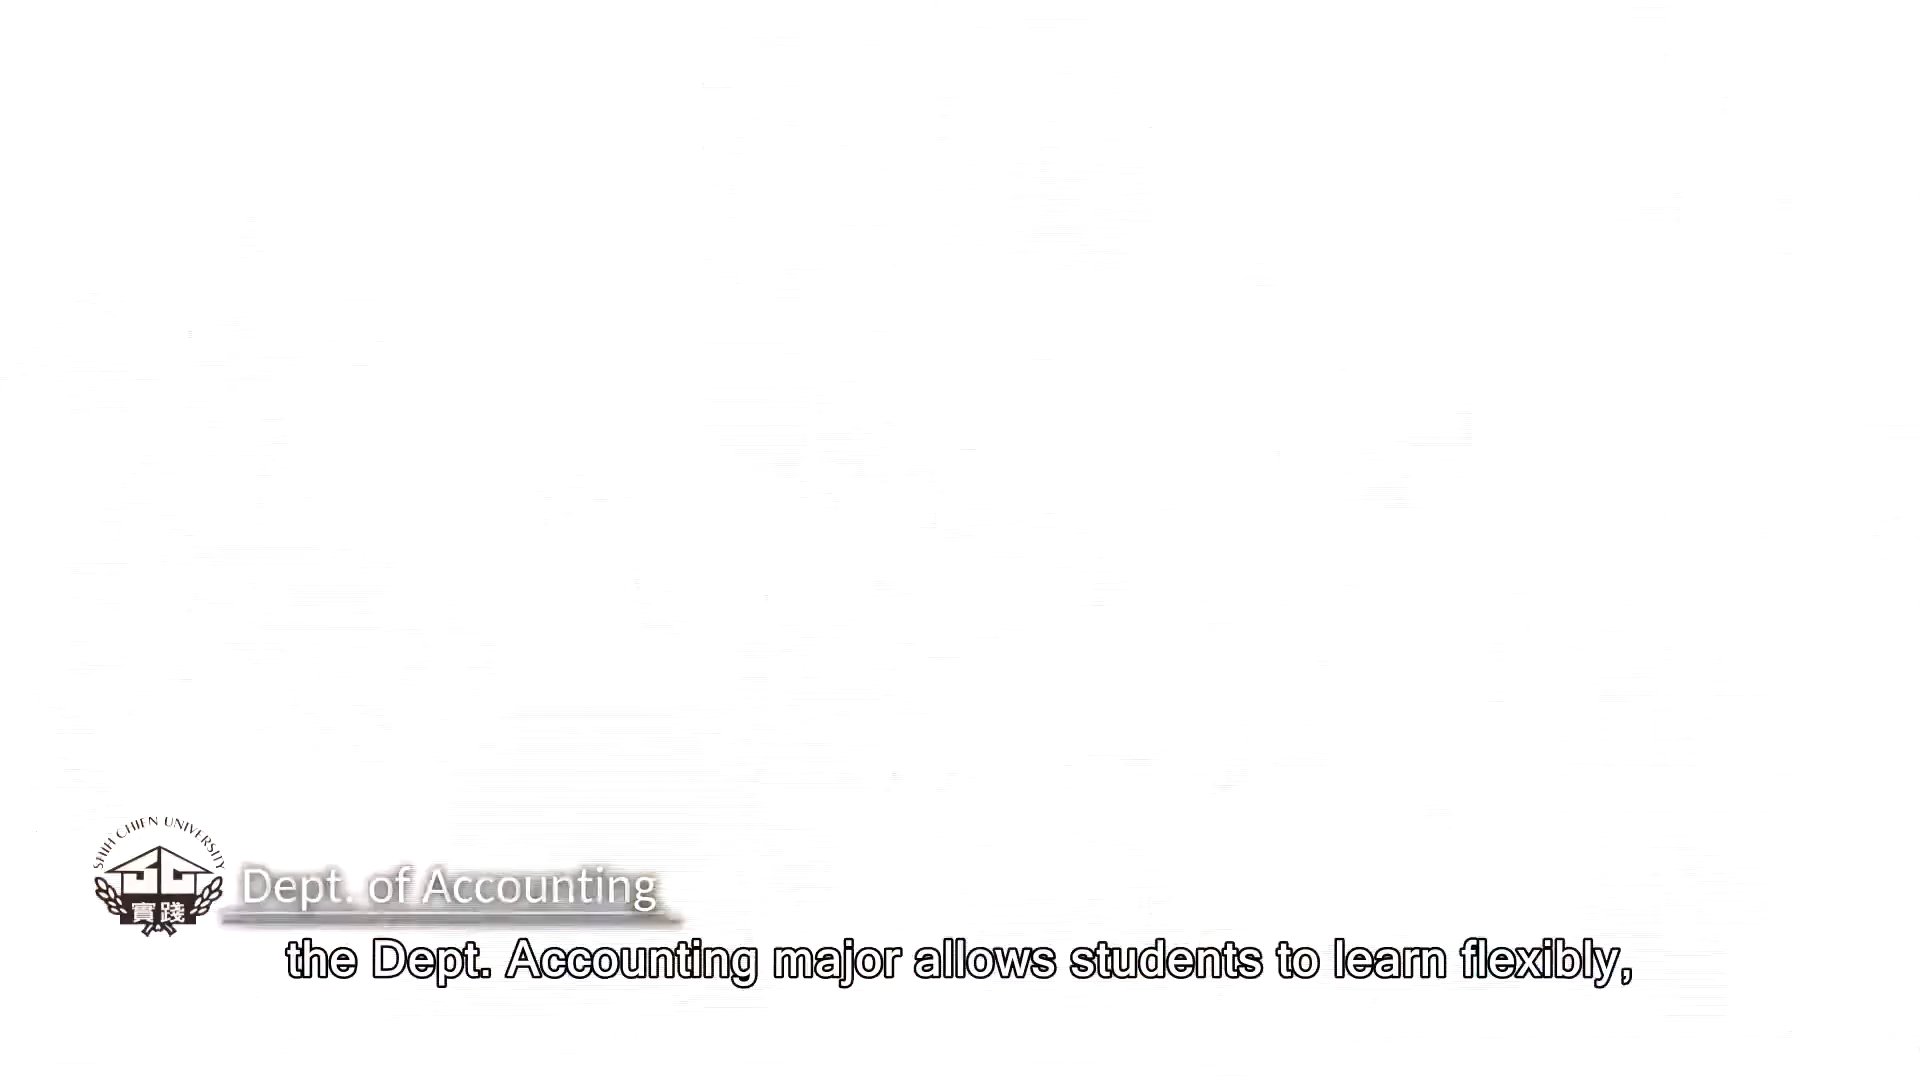 SHIH CHIEN UNIVERSITY
實踐
Dept. of Accounting
the Dept. Accounting major allows students to learn flexibly,